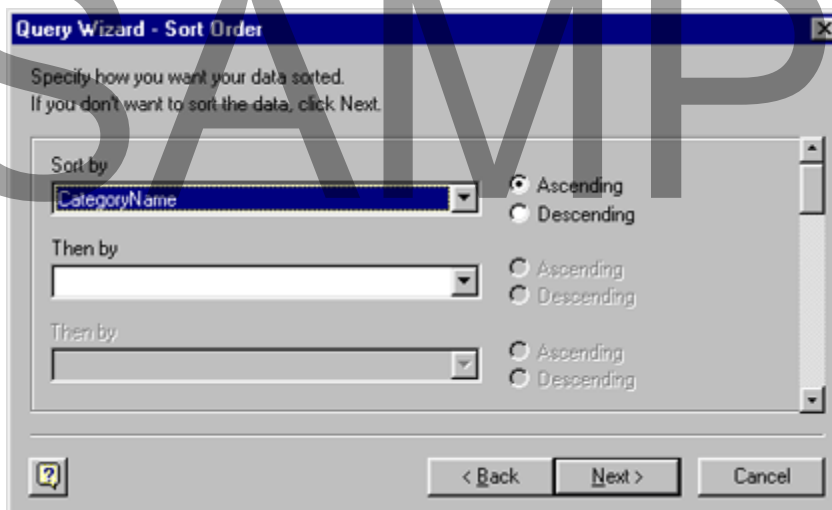 Query Wizard - Sort Order
Specify how you want your data sorted.
If you don't want to sort the data, click Next.
Sort by
CategoryName
Ascending
Descending
Then by
Ascending
Descending
Then by
Ascending
Descending
< Back
Next >
Cancel
SAMP